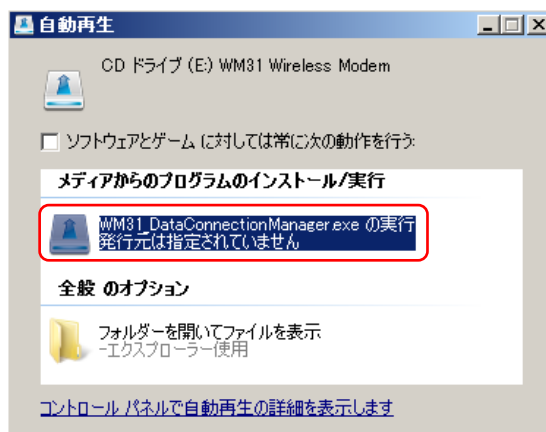 自動再生
CD ドライブ (E:) WM31 Wireless Modem
ソフトウェアとゲーム に対しては常に次の動作を行う:
メディアからのプログラムのインストール/実行
WM31_DataConnectionManager.exe の実行
発行元は指定されていません
全般 のオプション
フォルダーを開いてファイルを表示
-エクスプローラー使用
コントロール パネルで自動再生の詳細を表示します